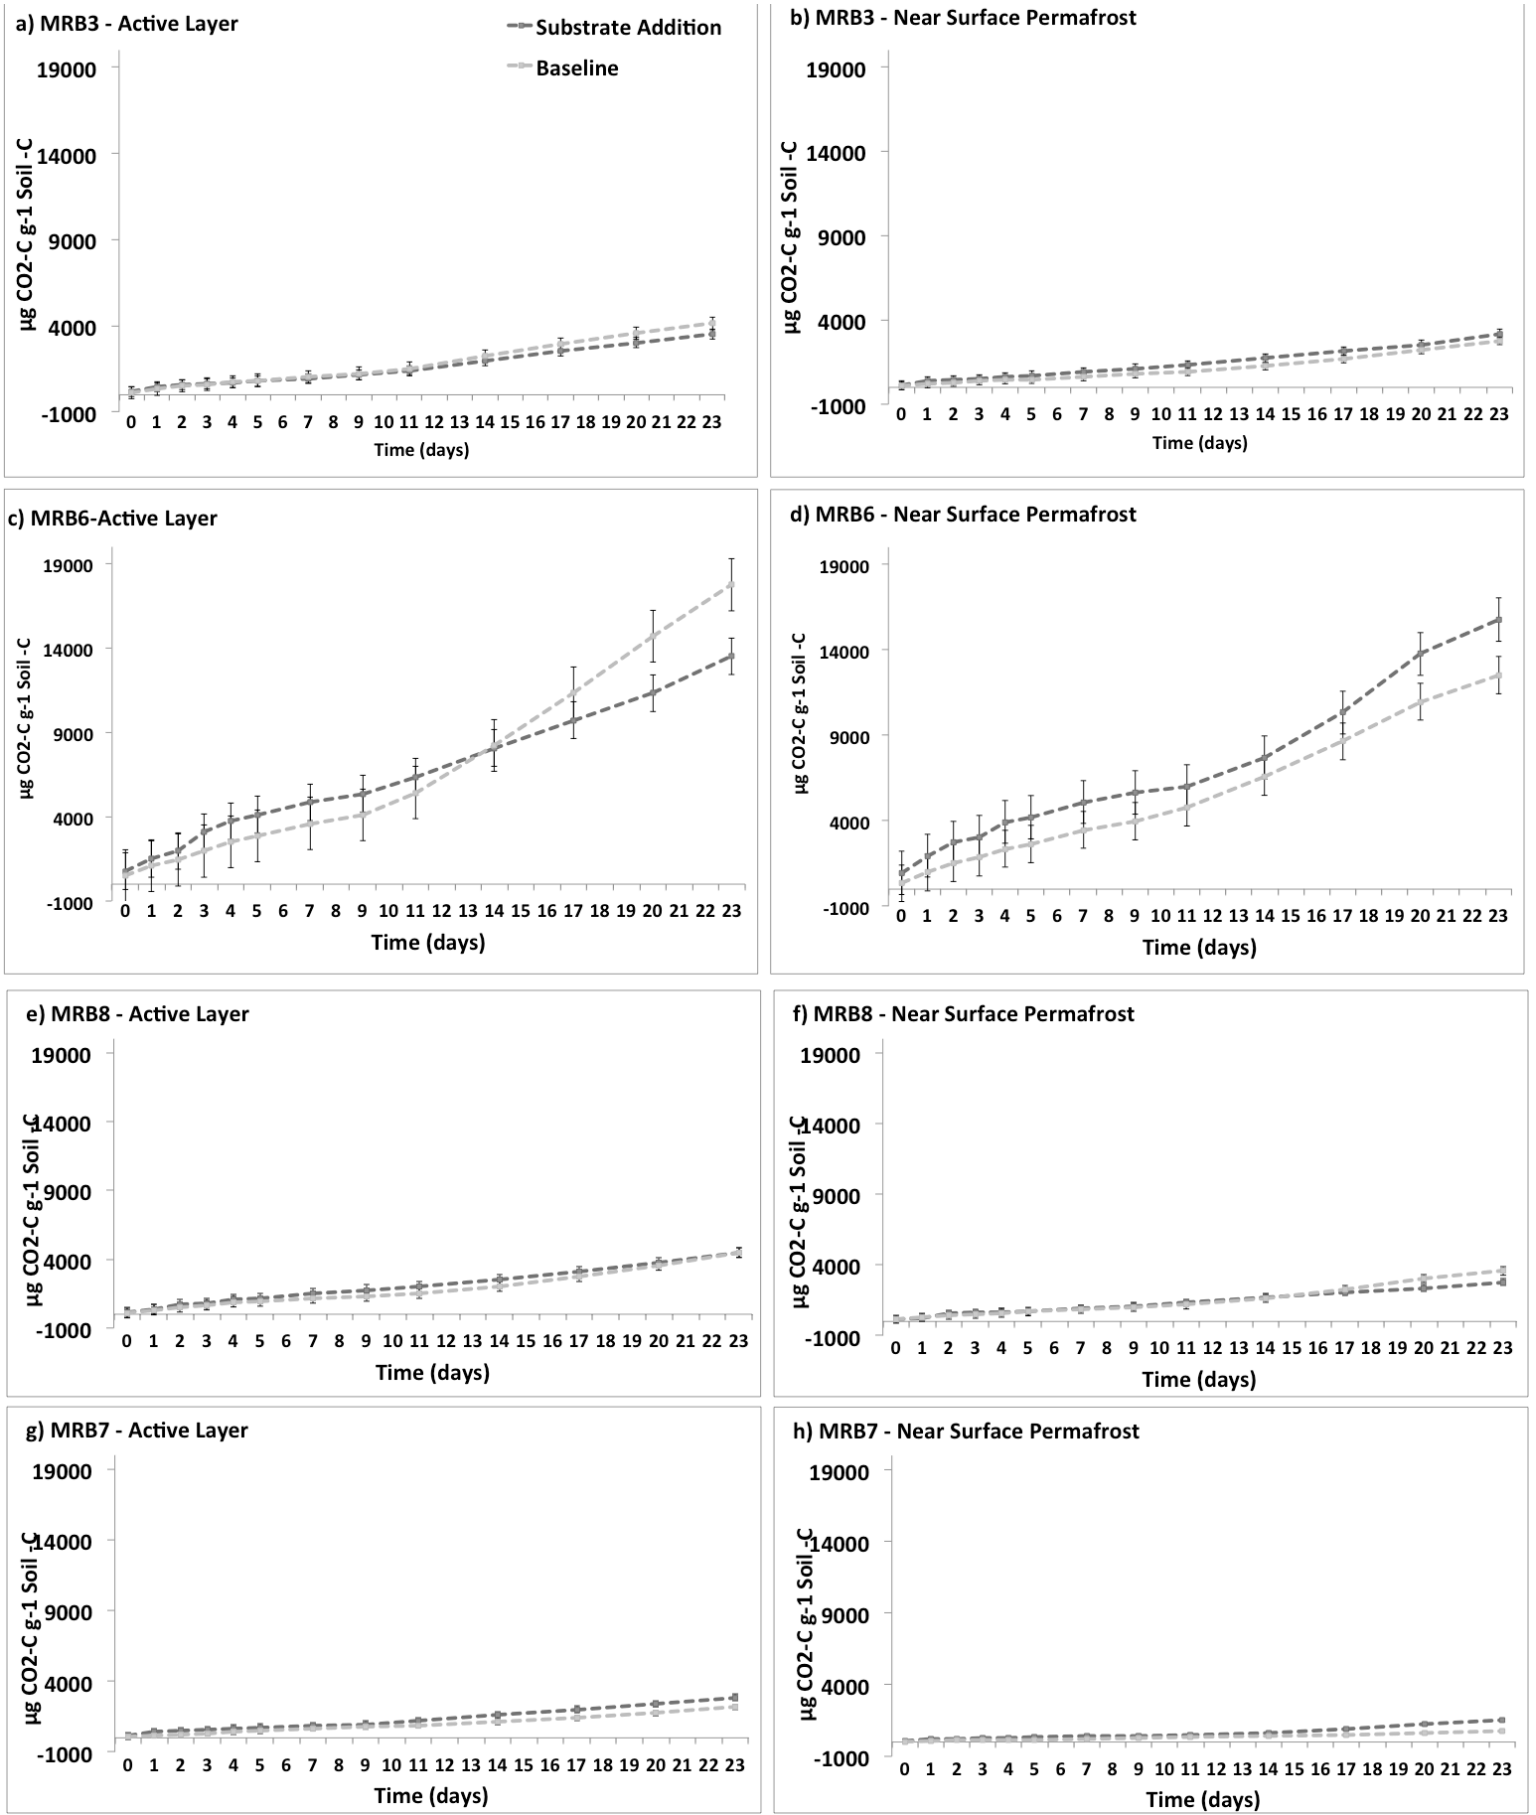 a) MRB3 - Active Layer
Substrate Addition
Baseline
19000
14000
9000
4000
-1000
µg CO2-C g-1 Soil -C
0 1 2 3 4 5 6 7 8 9 10 11 12 13 14 15 16 17 18 19 20 21 22 23
Time (days)
b) MRB3 - Near Surface Permafrost
19000
14000
9000
4000
-1000
µg CO2-C g-1 Soil -C
0 1 2 3 4 5 6 7 8 9 10 11 12 13 14 15 16 17 18 19 20 21 22 23
Time (days)
c) MRB6-Active Layer
19000
14000
9000
4000
-1000
µg CO2-C g-1 Soil -C
0 1 2 3 4 5 6 7 8 9 10 11 12 13 14 15 16 17 18 19 20 21 22 23
Time (days)
d) MRB6 - Near Surface Permafrost
19000
14000
9000
4000
-1000
µg CO2-C g-1 Soil -C
0 1 2 3 4 5 6 7 8 9 10 11 12 13 14 15 16 17 18 19 20 21 22 23
Time (days)
e) MRB8 - Active Layer
19000
14000
9000
4000
-1000
µg CO2-C g-1 Soil -C
0 1 2 3 4 5 6 7 8 9 10 11 12 13 14 15 16 17 18 19 20 21 22 23
Time (days)
f) MRB8 - Near Surface Permafrost
19000
14000
9000
4000
-1000
µg CO2-C g-1 Soil -C
0 1 2 3 4 5 6 7 8 9 10 11 12 13 14 15 16 17 18 19 20 21 22 23
Time (days)
g) MRB7 - Active Layer
19000
14000
9000
4000
-1000
µg CO2-C g-1 Soil -C
0 1 2 3 4 5 6 7 8 9 10 11 12 13 14 15 16 17 18 19 20 21 22 23
Time (days)
h) MRB7 - Near Surface Permafrost
19000
14000
9000
4000
-1000
µg CO2-C g-1 Soil -C
0 1 2 3 4 5 6 7 8 9 10 11 12 13 14 15 16 17 18 19 20 21 22 23
Time (days)